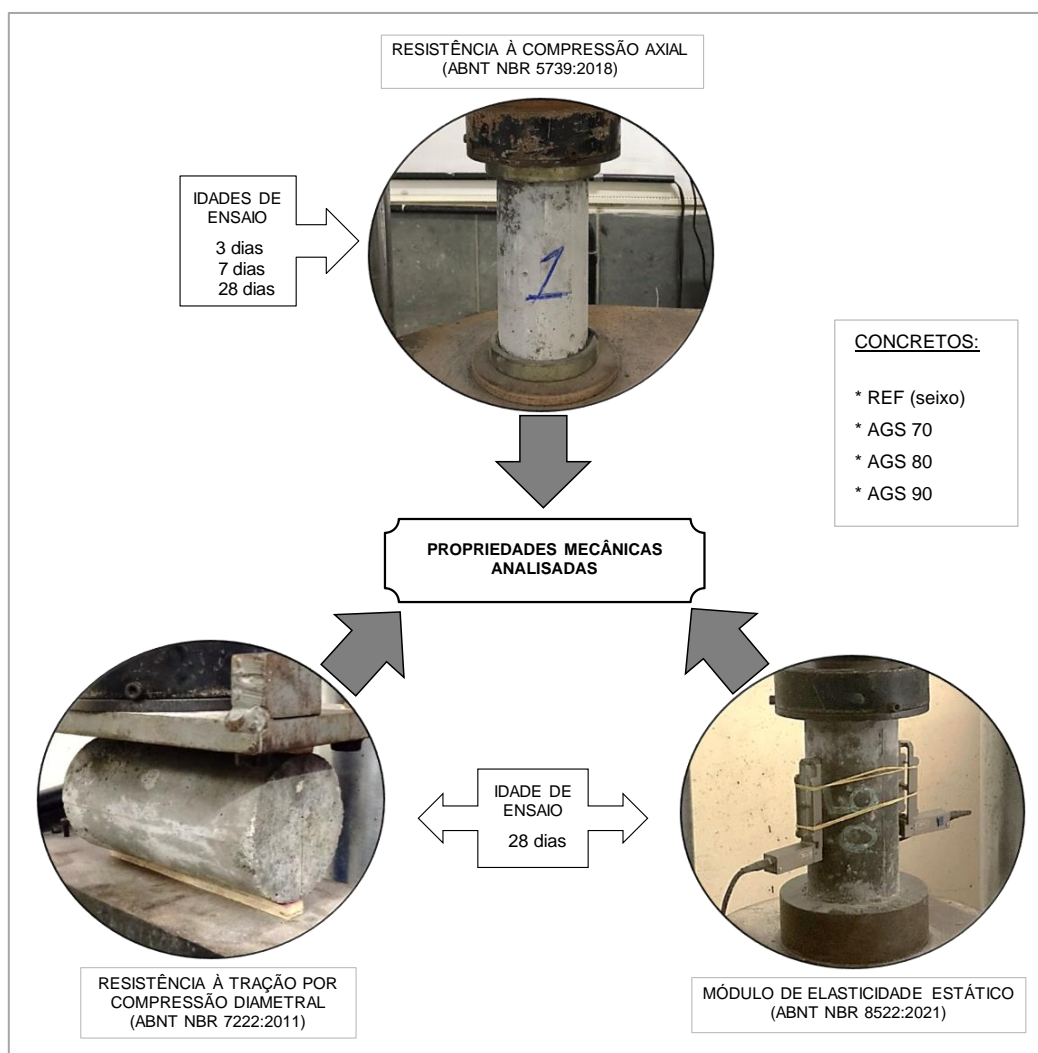 RESISTÊNCIA À COMPRESSÃO AXIAL
(ABNT NBR 5739:2018)
IDADES DE
ENSAIO
3 dias
7 dias
28 dias
1
CONCRETOS:
* REF (seixo)
* AGS 70
* AGS 80
* AGS 90
PROPRIEDADES MECÂNICAS
ANALISADAS
IDADE DE
ENSAIO
28 dias
RESISTÊNCIA À TRAÇÃO POR
COMPRESSÃO DIAMETRAL
(ABNT NBR 7222:2011)
MÓDULO DE ELASTICIDADE ESTÁTICO
(ABNT NBR 8522:2021)